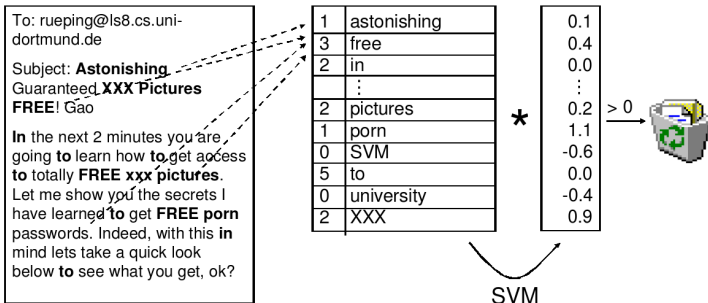 To: rueping@ls8.cs.uni-
dortmund.de
Subject: Astonishing
Guaranteed XXX Pictures
FREE! Gao
In the next 2 minutes you are
going to learn how to get access
to totally FREE xxx pictures.
Let me show you the secrets I
have learned to get FREE porn
passwords. Indeed, with this in
mind lets take a quick look
below to see what you get, ok?
1 astonishing
3 free
2 in
⋮
2 pictures
1 porn
0 SVM
5 to
0 university
2 XXX
*
0.1
0.4
0.0
⋮
0.2
1.1
-0.6
0.0
-0.4
0.9
> 0
SVM